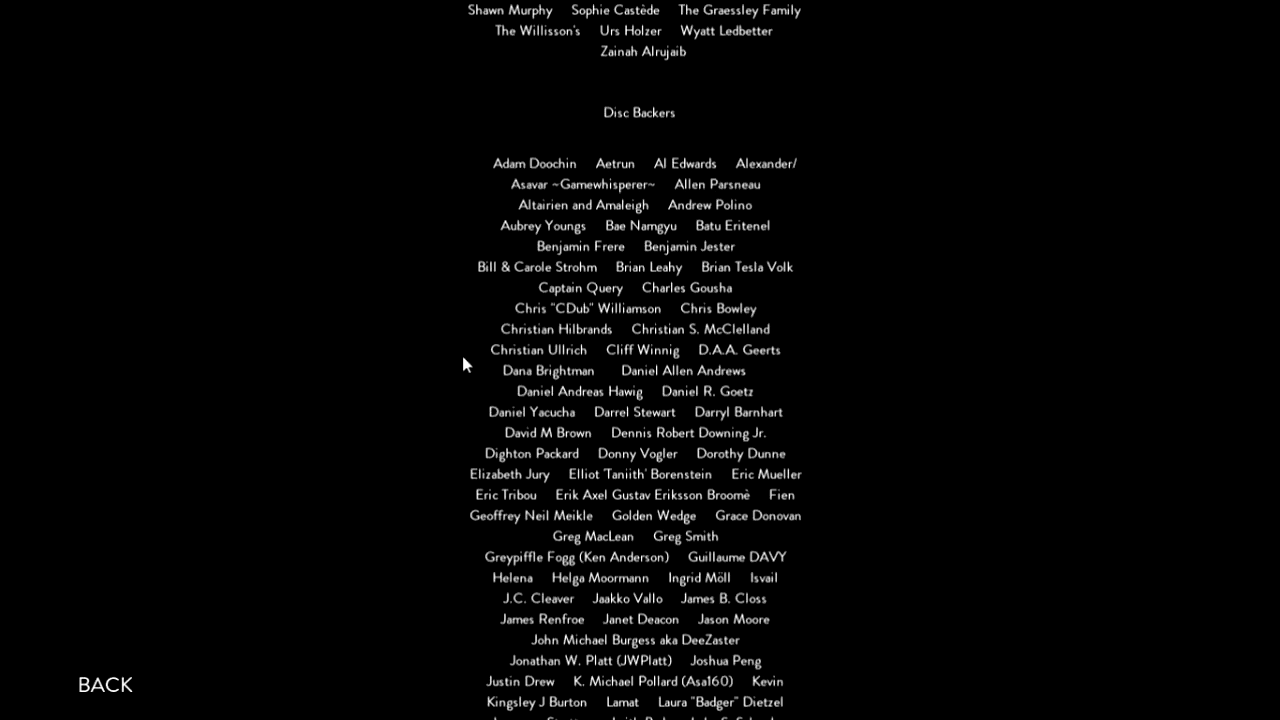 Shawn Murphy Sophie Castède The Graessley Family
The Willisson's Urs Holzer Wyatt Ledbetter
Zainah Alrujaib
Disc Backers
Adam Doochin Aetrun Al Edwards Alexander/
Asavar ~Gamewhisperer~ Allen Parsneau
Altairien and Amaleigh Andrew Polino
Aubrey Youngs Bae Namgyu Batu Eritenel
Benjamin Frere Benjamin Jester
Bill & Carole Strohm Brian Leahy Brian Tesla Volk
Captain Query Charles Gousha
Chris "CDub" Williamson Chris Bowley
Christian Hilbrands Christian S. McClelland
Christian Ullrich Cliff Winnig D.A.A. Geerts
Dana Brightman Daniel Allen Andrews
Daniel Andreas Hawig Daniel R. Goetz
Daniel Yacucha Darrel Stewart Darryl Barnhart
David M Brown Dennis Robert Downing Jr.
Dighton Packard Donny Vogler Dorothy Dunne
Elizabeth Jury Elliot 'Taniith' Borenstein Eric Mueller
Eric Tribou Erik Axel Gustav Eriksson Broomè Fien
Geoffrey Neil Meikle Golden Wedge Grace Donovan
Greg MacLean Greg Smith
Greypiffle Fogg (Ken Anderson) Guillaume DAVY
Helena Helga Moormann Ingrid Möll Isvail
J.C. Cleaver Jaakko Vallo James B. Closs
James Renfroe Janet Deacon Jason Moore
John Michael Burgess aka DeeZaster
Jonathan W. Platt (JWPlatt) Joshua Peng
Justin Drew K. Michael Pollard (Asa160) Kevin
Kingsley J Burton Lamat Laura "Badger" Dietzel
BACK